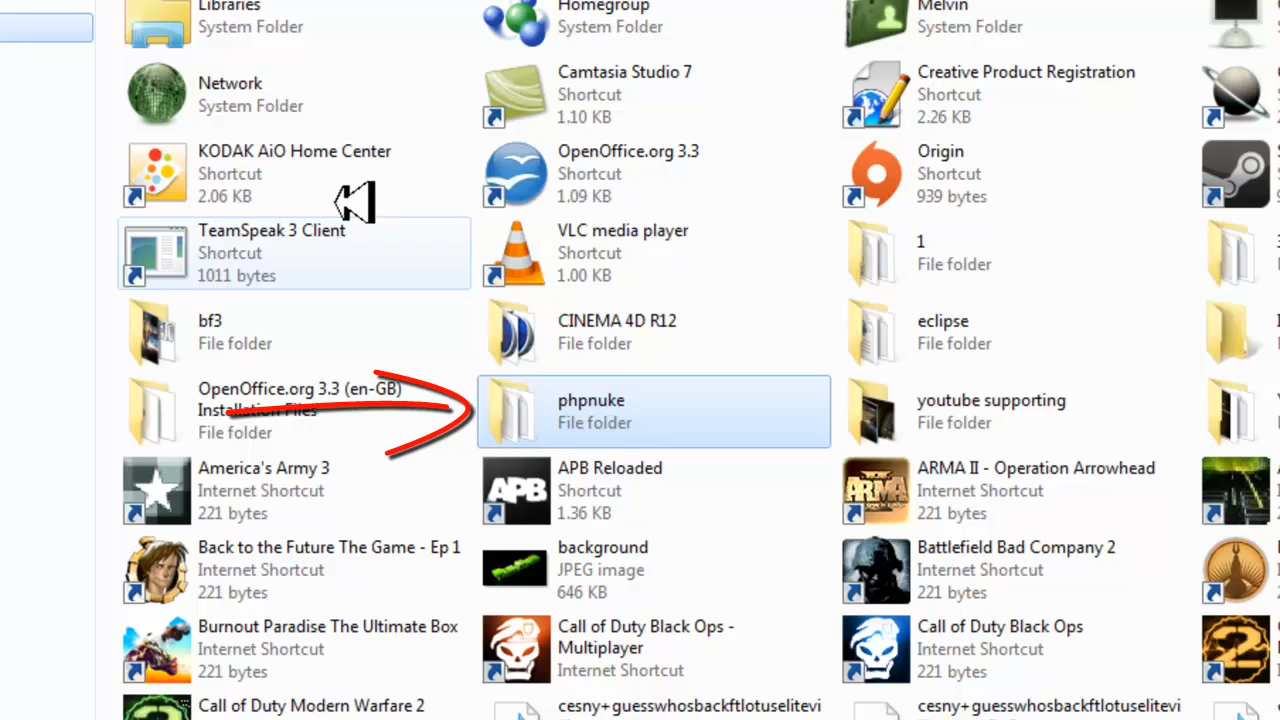 Libraries
System Folder
Homegroup
System Folder
Melvin
System Folder
Network
System Folder
Camtasia Studio 7
Shortcut
1.10 KB
Creative Product Registration
Shortcut
2.26 KB
KODAK AiO Home Center
Shortcut
2.06 KB
OpenOffice.org 3.3
Shortcut
1.09 KB
Origin
Shortcut
939 bytes
TeamSpeak 3 Client
Shortcut
1011 bytes
VLC media player
Shortcut
1.00 KB
1
File folder
bf3
File folder
CINEMA 4D R12
File folder
eclipse
File folder
OpenOffice.org 3.3 (en-GB)
Installation Files
File folder
phpnuke
File folder
youtube supporting
File folder
America's Army 3
Internet Shortcut
221 bytes
APB
APB Reloaded
Shortcut
1.36 KB
ARMA II
ARMA II - Operation Arrowhead
Internet Shortcut
221 bytes
Back to the Future The Game - Ep 1
Internet Shortcut
221 bytes
background
JPEG image
646 KB
Battlefield Bad Company 2
Internet Shortcut
221 bytes
Burnout Paradise The Ultimate Box
Internet Shortcut
221 bytes
Call of Duty Black Ops -
Multiplayer
Internet Shortcut
Call of Duty Black Ops
Internet Shortcut
221 bytes
2
Call of Duty Modern Warfare 2
cesny+guesswhosbackftlotuselitevi
cesny+guesswhosbackftlotuselitevi